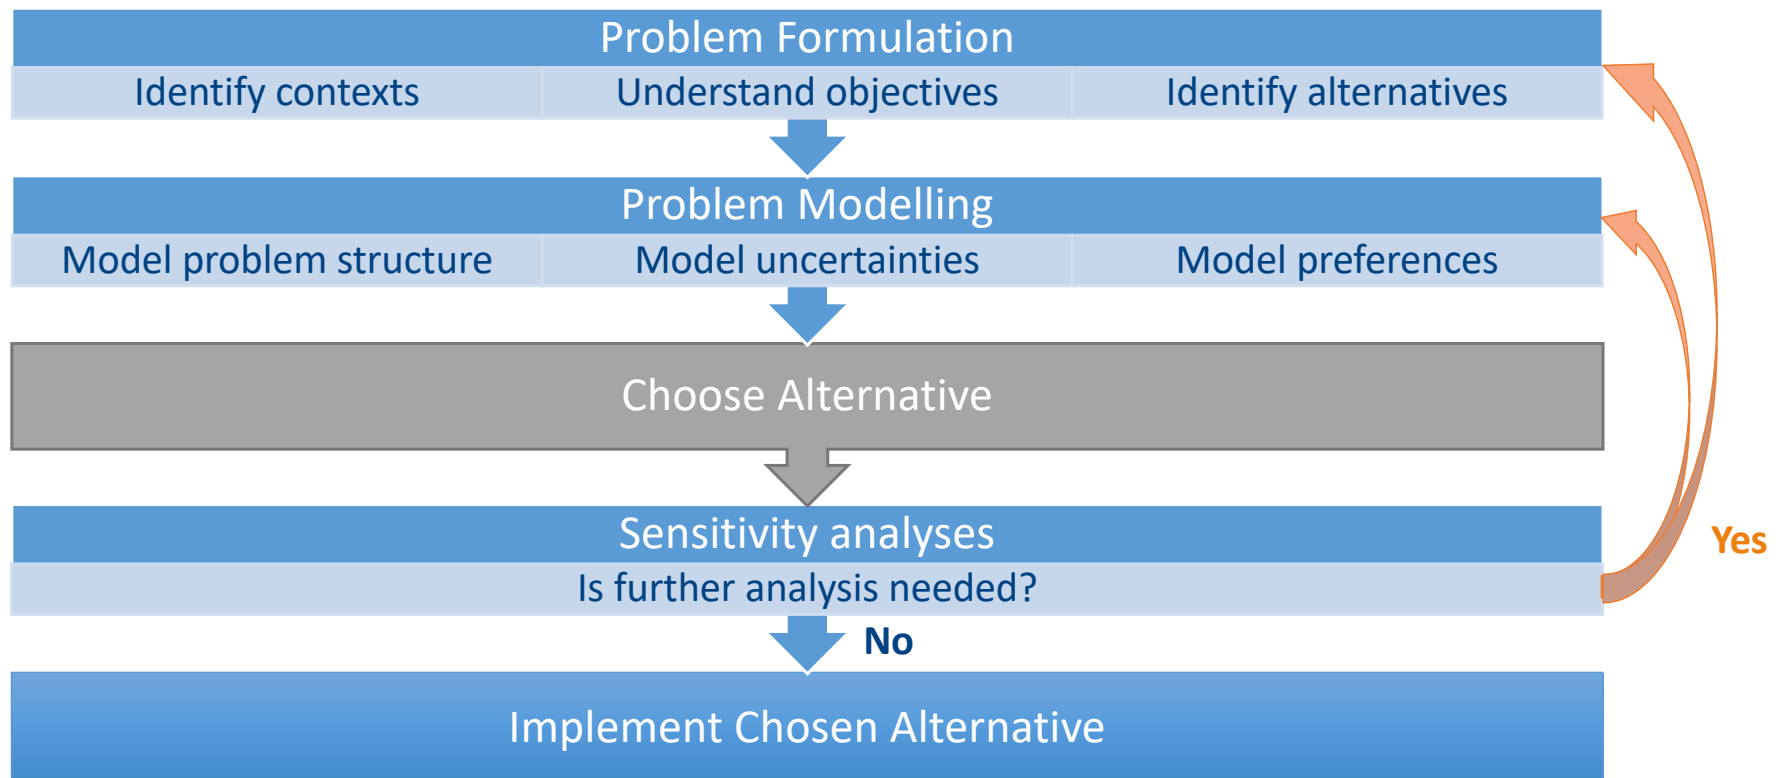 Problem Formulation
Identify contexts
Understand objectives
Identify alternatives
Problem Modelling
Model problem structure
Model uncertainties
Model preferences
Choose Alternative
Sensitivity analyses
Is further analysis needed?
Yes
No
Implement Chosen Alternative